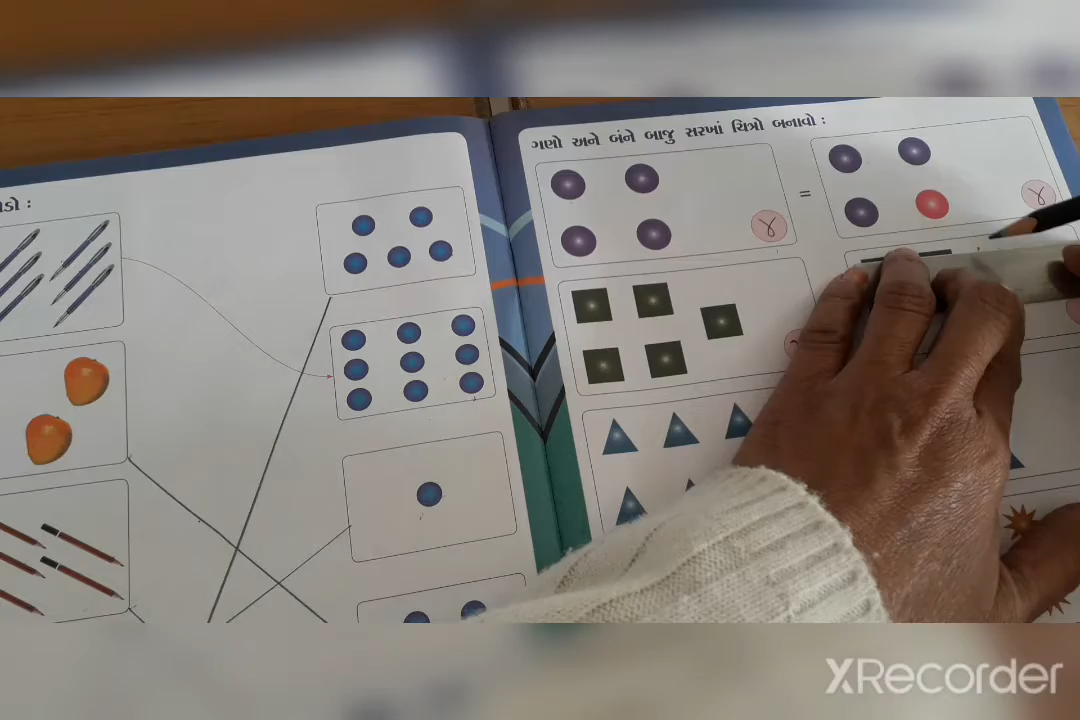 ડો :
ગણો અને બંને બાજુ સરખાં ચિત્રો બનાવો :
=
૪
૪
XRecorder